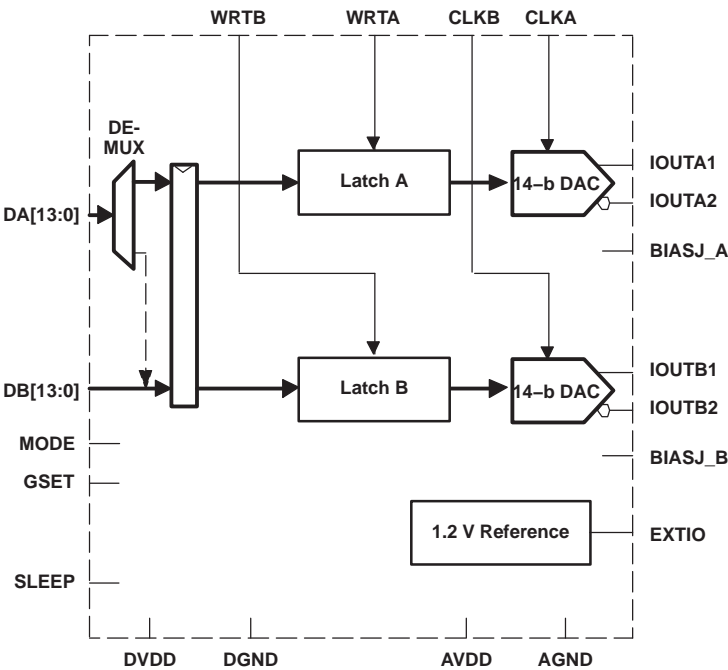 WRTB WRTA CLKB CLKA
DE-
MUX
Latch A
14–b DAC
IOUTA1
IOUTA2
DA[13:0]
BIASJ_A
Latch B
14–b DAC
IOUTB1
IOUTB2
DB[13:0]
MODE
BIASJ_B
GSET
1.2 V Reference
EXTIO
SLEEP
DVDD DGND AVDD AGND